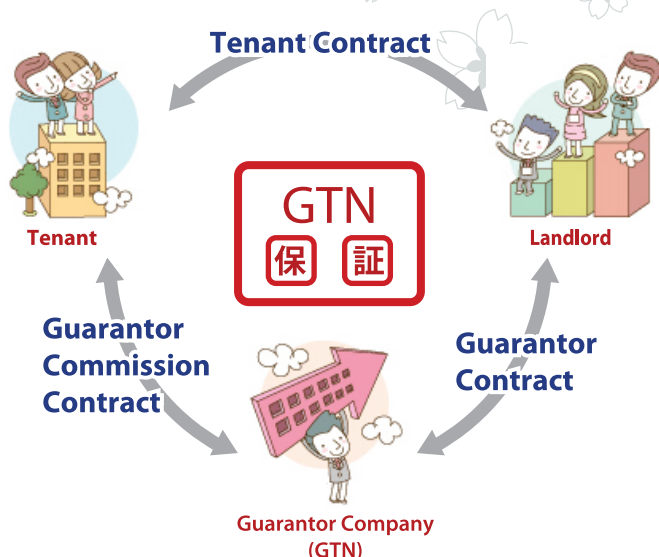 Tenant Contract
Tenant
Landlord
GTN
保 証
Guarantor
Commission
Contract
Guarantor
Contract
Guarantor Company
(GTN)